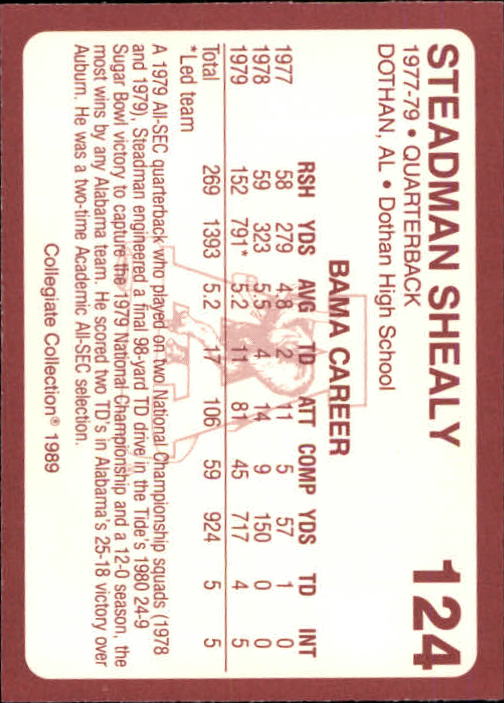 STEADMAN SHEALY 124
1977-79 • QUARTERBACK
DOTHAN, AL • Dothan High School
BAMA CAREER
RSH YDS AVG TD ATT COMP YDS TD INT
1977 58 279 4.8 2 11 5 57 1 0
1978 59 323 5.5 4 14 9 150 0 0
1979 152 791* 5.2 11 81 45 717 4 5
Total 269 1393 5.2 17 106 59 924 5 5
*Led team
A 1979 All-SEC quarterback who played on two National Championship squads (1978
and 1979), Steadman engineered a final 98-yard TD drive in the Tide's 1980 24-9
Sugar Bowl victory to capture the 1979 National Championship and a 12-0 season, the
most wins by any Alabama team. He scored two TD's in Alabama's 25-18 victory over
Auburn. He was a two-time Academic All-SEC selection.
Collegiate Collection® 1989